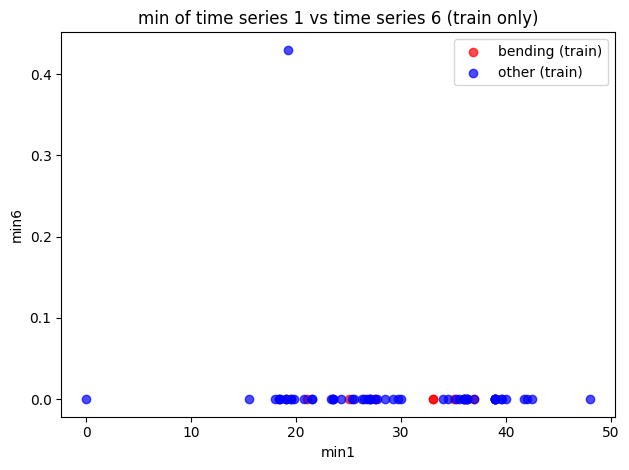 min of time series 1 vs time series 6 (train only)
bending (train)
other (train)
min6
0.4
0.3
0.2
0.1
0.0
0 10 20 30 40 50
min1